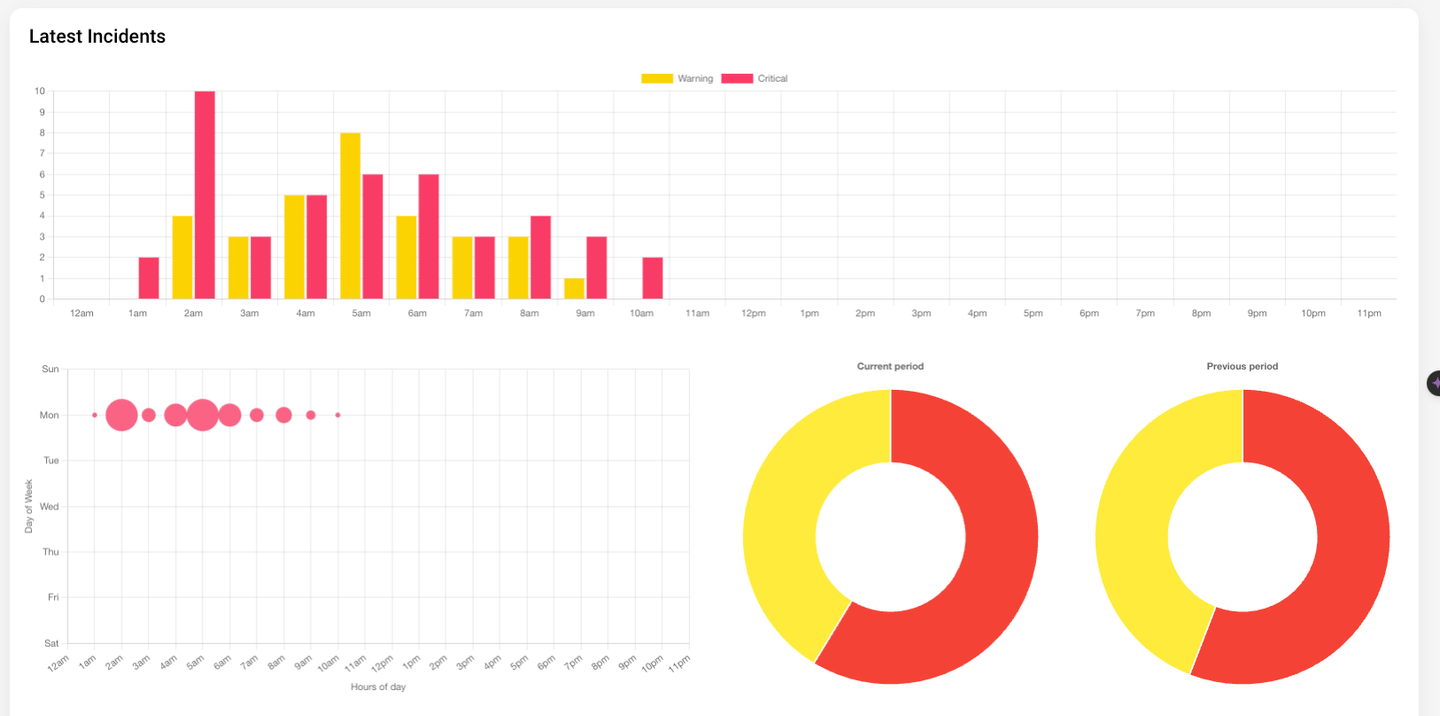 Latest Incidents
Warning Critical
10
9
8
7
6
5
4
3
2
1
0
12am 1am 2am 3am 4am 5am 6am 7am 8am 9am 10am 11am 12pm 1pm 2pm 3pm 4pm 5pm 6pm 7pm 8pm 9pm 10pm 11pm
Day of Week
Sun
Mon
Tue
Wed
Thu
Fri
Sat
12am 1am 2am 3am 4am 5am 6am 7am 8am 9am 10am 11am 12pm 1pm 2pm 3pm 4pm 5pm 6pm 7pm 8pm 9pm 10pm 11pm
Hours of day
Current period
Previous period